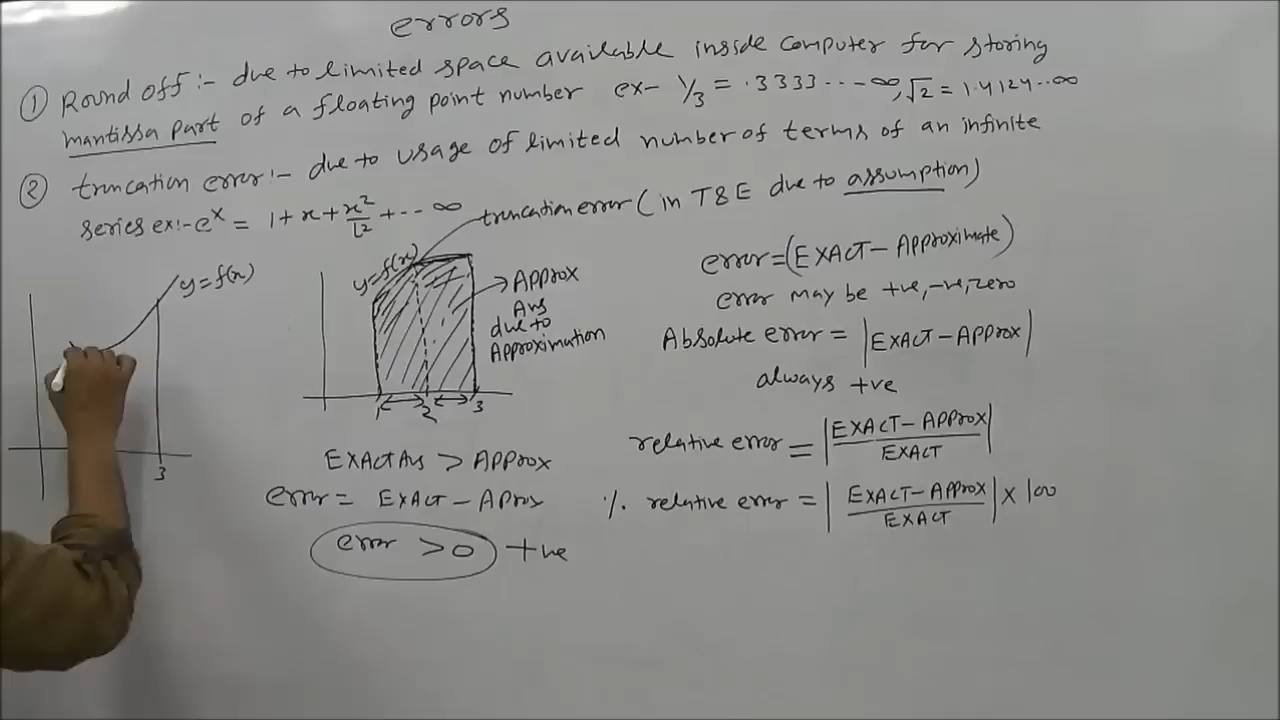 errors
① Round off :- due to limited space available inside computer for storing
mantissa part of a floating point number ex- 1/3 = .3333---∞, √2 = 1.4124--∞
② truncation error :- due to usage of limited number of terms of an infinite
series ex:- e^x = 1 + x + x²/⌊2 + -- ∞
truncation error (in T & E due to assumption)
y=f(x)
y=f(x)
→ Approx
Ans
due to
Approximation
1 2 3
3
EXACT Ans > Approx
error = EXACT - Aprox
error > 0 +ve
error = (EXACT - Approximate)
error may be +ve, -ve, zero
Absolute error = |EXACT - Approx|
always +ve
relative error = |EXACT - Approx / EXACT|
% relative error = |EXACT - Approx / EXACT| × 100